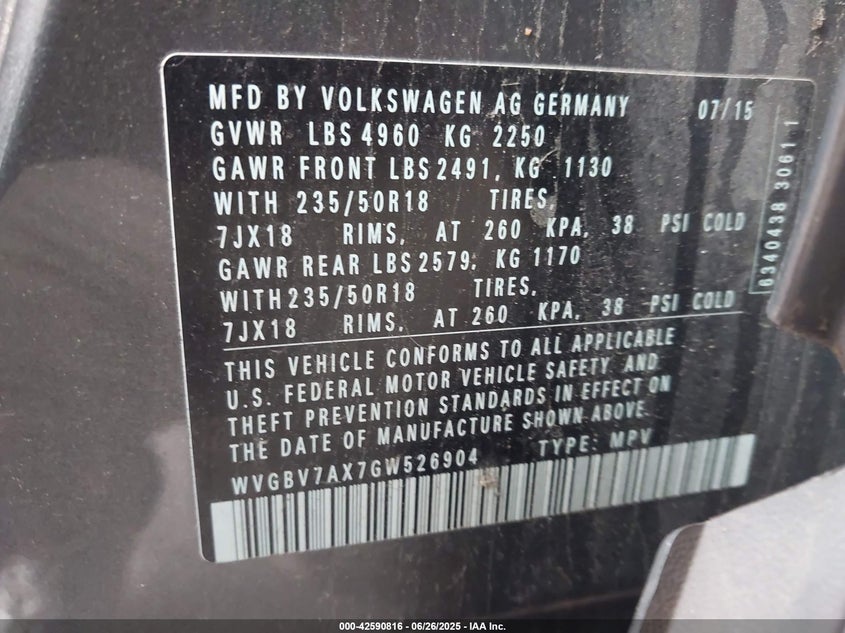 MFD BY VOLKSWAGEN AG GERMANY 07/15
GVWR LBS 4960 KG 2250
GAWR FRONT LBS 2491, KG 1130
WITH 235/50R18 TIRES,
7JX18 RIMS, AT 260 KPA, 38 PSI COLD
GAWR REAR LBS 2579, KG 1170
WITH 235/50R18 TIRES,
7JX18 RIMS, AT 260 KPA, 38 PSI COLD
THIS VEHICLE CONFORMS TO ALL APPLICABLE
U.S. FEDERAL MOTOR VEHICLE SAFETY AND
THEFT PREVENTION STANDARDS IN EFFECT ON
THE DATE OF MANUFACTURE SHOWN ABOVE.
WVGBV7AX7GW526904 TYPE: MPV
6340438 3061 1
000-42590816 - 06/26/2025 - IAA Inc.